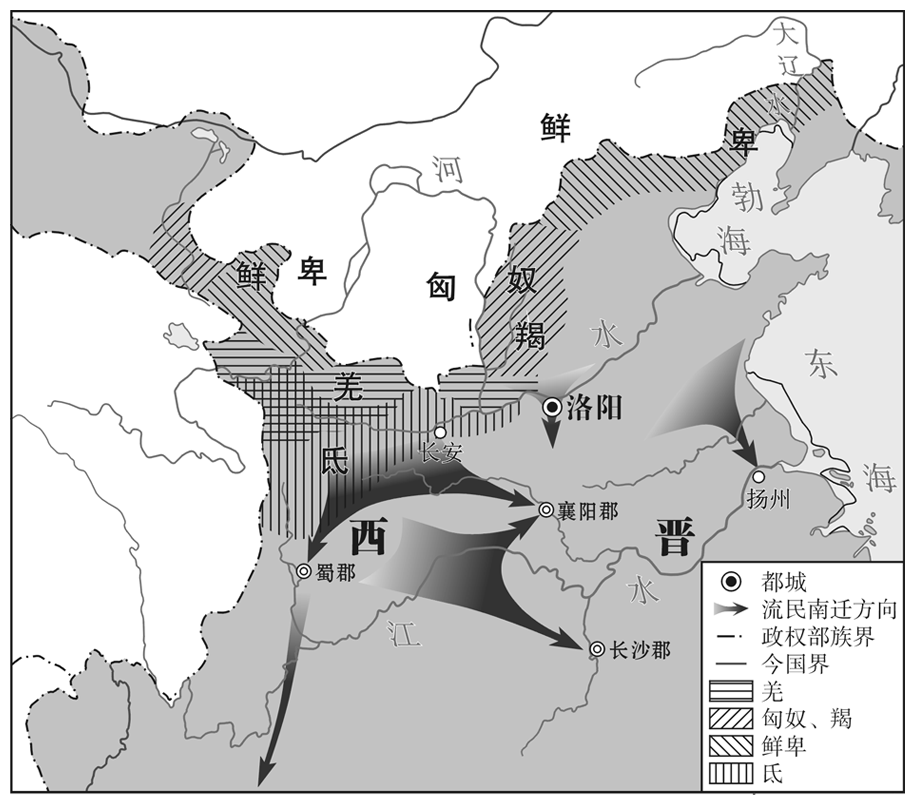 大
辽
水
鲜
卑
河
勃
海
鲜
卑
匈
奴
羯
水
东
海
羌
洛阳
氐
长安
扬州
襄阳郡
西
晋
蜀郡
水
江
长沙郡
都城
流民南迁方向
政权部族界
今国界
羌
匈奴、羯
鲜卑
氐